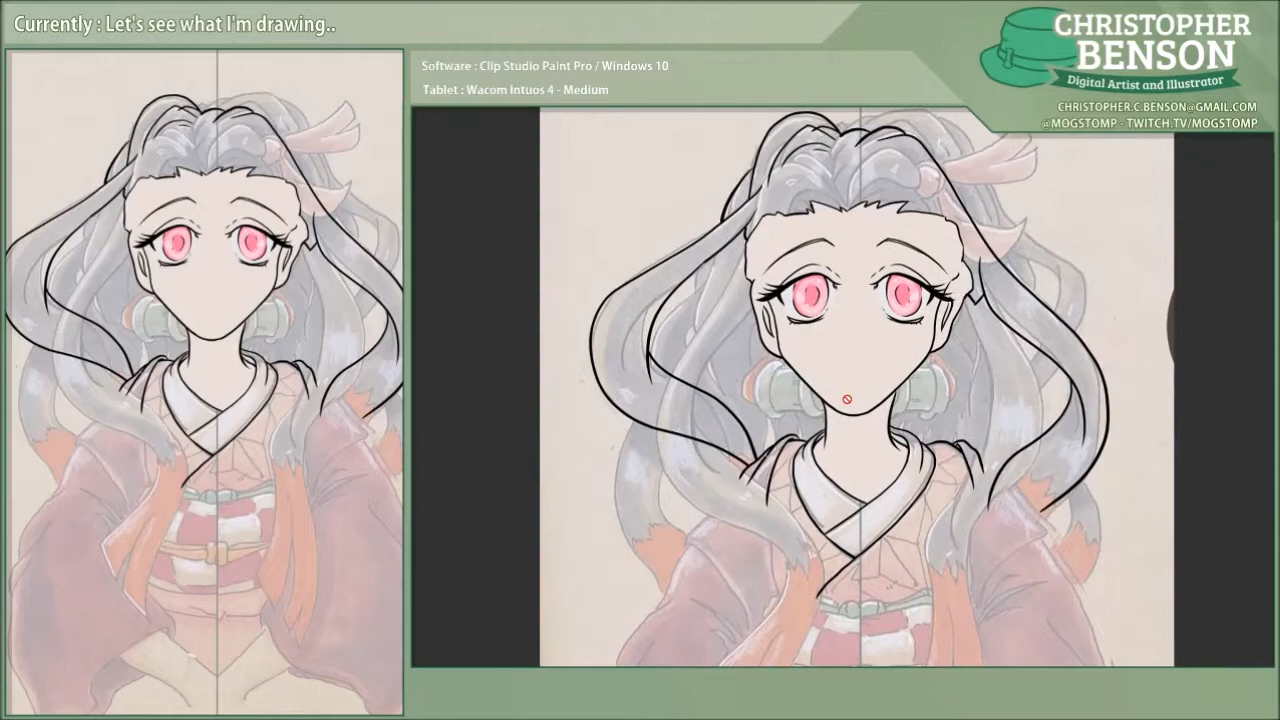 Currently : Let's see what I'm drawing..
CHRISTOPHER
BENSON
Digital Artist and Illustrator
Software : Clip Studio Paint Pro / Windows 10
Tablet : Wacom Intuos 4 - Medium
CHRISTOPHER.C.BENSON@GMAIL.COM
@MOGSTOMP - TWITCH.TV/MOGSTOMP